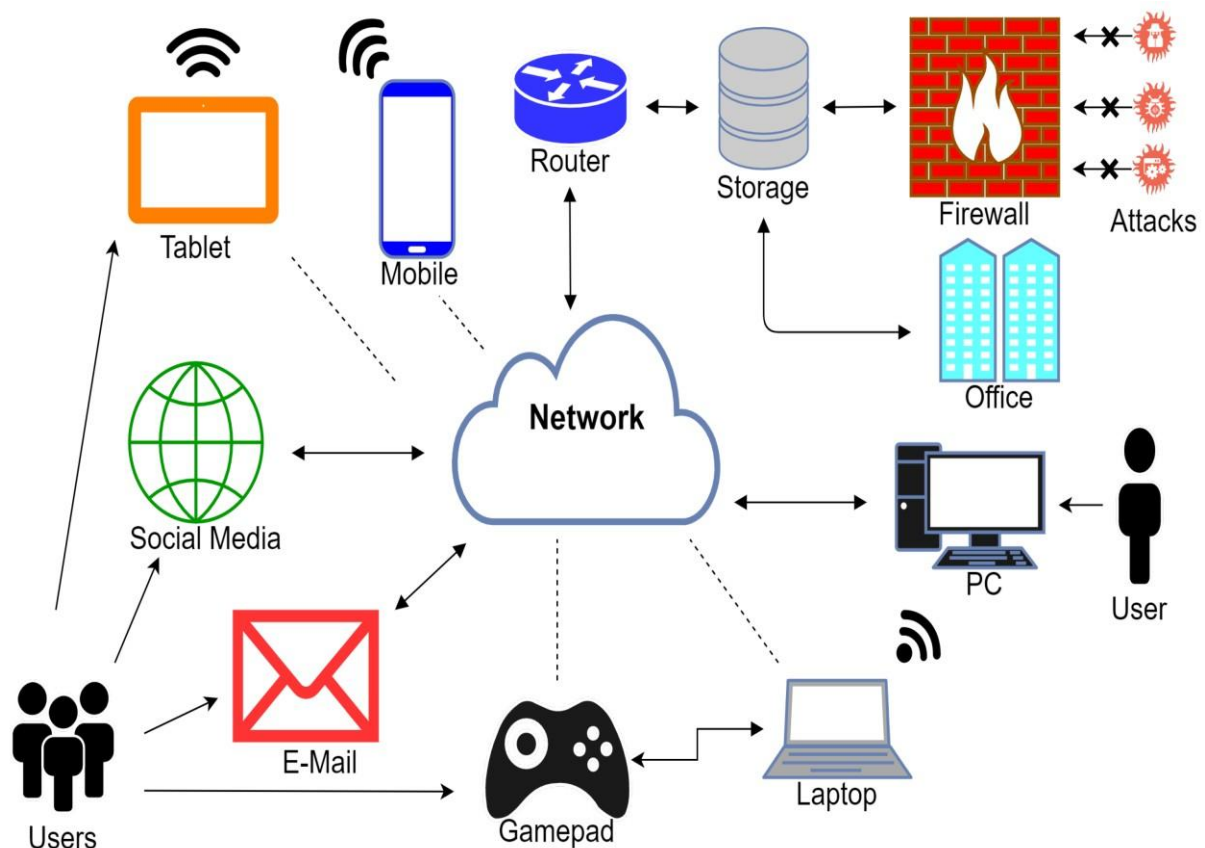 Router
Storage
Firewall
Attacks
Tablet
Mobile
Office
Network
Social Media
PC
User
E-Mail
Laptop
Gamepad
Users